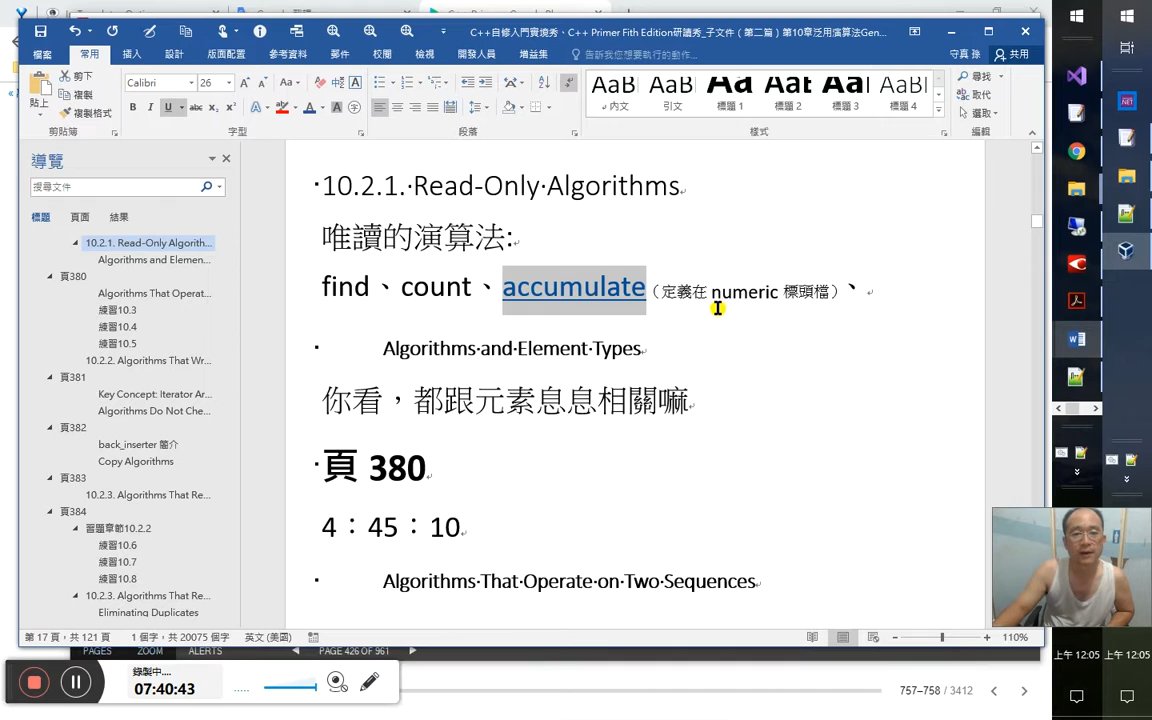 C++自修入門實境秀、C++ Primer Fifth Edition研讀秀_子文件（第二篇）第10章泛用演算法Gen...
檔案
常用
插入
設計
版面配置
參考資料
郵件
校閱
檢視
開發人員
增益集
告訴我您想要執行的動作...
守真 孫
共用
貼上
剪下
複製
複製格式
剪貼簿
Calibri
26
字型
段落
AaB
內文
AaB
引文
Aa
標題 1
Aat
標題 2
Aal
標題 3
AaB
標題 4
樣式
尋找
取代
選取
編輯
導覽
搜尋文件
標題
頁面
結果
10.2.1. Read-Only Algorith...
Algorithms and Elemen...
頁380
Algorithms That Operat...
練習10.3
練習10.4
練習10.5
10.2.2. Algorithms That Wr...
頁381
Key Concept: Iterator Ar...
Algorithms Do Not Che...
頁382
back_inserter 簡介
Copy Algorithms
頁383
10.2.3. Algorithms That Re...
頁384
習題章節10.2.2
練習10.6
練習10.7
練習10.8
10.2.3. Algorithms That Re...
Eliminating Duplicates
10.2.1. Read-Only Algorithms
唯讀的演算法:
find、count、accumulate（定義在 numeric 標頭檔）、
Algorithms and Element Types
你看，都跟元素息息相關嘛
頁 380
4：45：10
Algorithms That Operate on Two Sequences
第 17 頁，共 121 頁
1 個字，共 20075 個字
英文 (美國)
110%
PAGES
ZOOM
ALERTS
PAGE 426 OF 961
錄製中...
07:40:43
757–758 / 3412
上午 12:05
上午 12:05